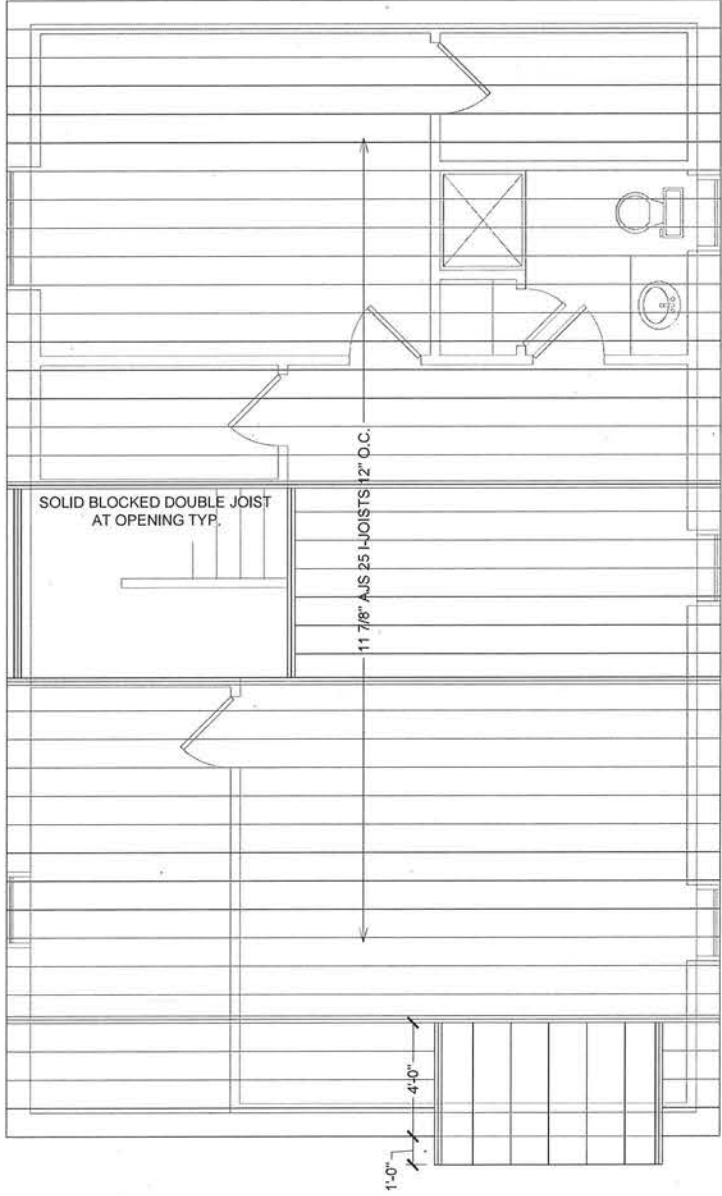 SOLID BLOCKED DOUBLE JOIST
AT OPENING TYP.
11 7/8" AJS 25 I-JOISTS 12" O.C.
4'-0"
1'-0"